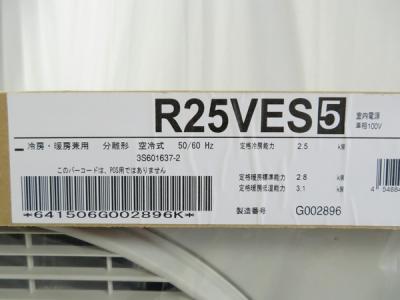 R25VES5
室内電源
単相100V
冷房・暖房兼用 分離形 空冷式 50/60 Hz
3S601637-2
定格冷房能力 2.5 kW
このバーコードは、POS用ではありません
定格暖房標準能力 2.8 kW
定格暖房低温能力 3.1 kW
*641506G002896K*
製造番号 G002896